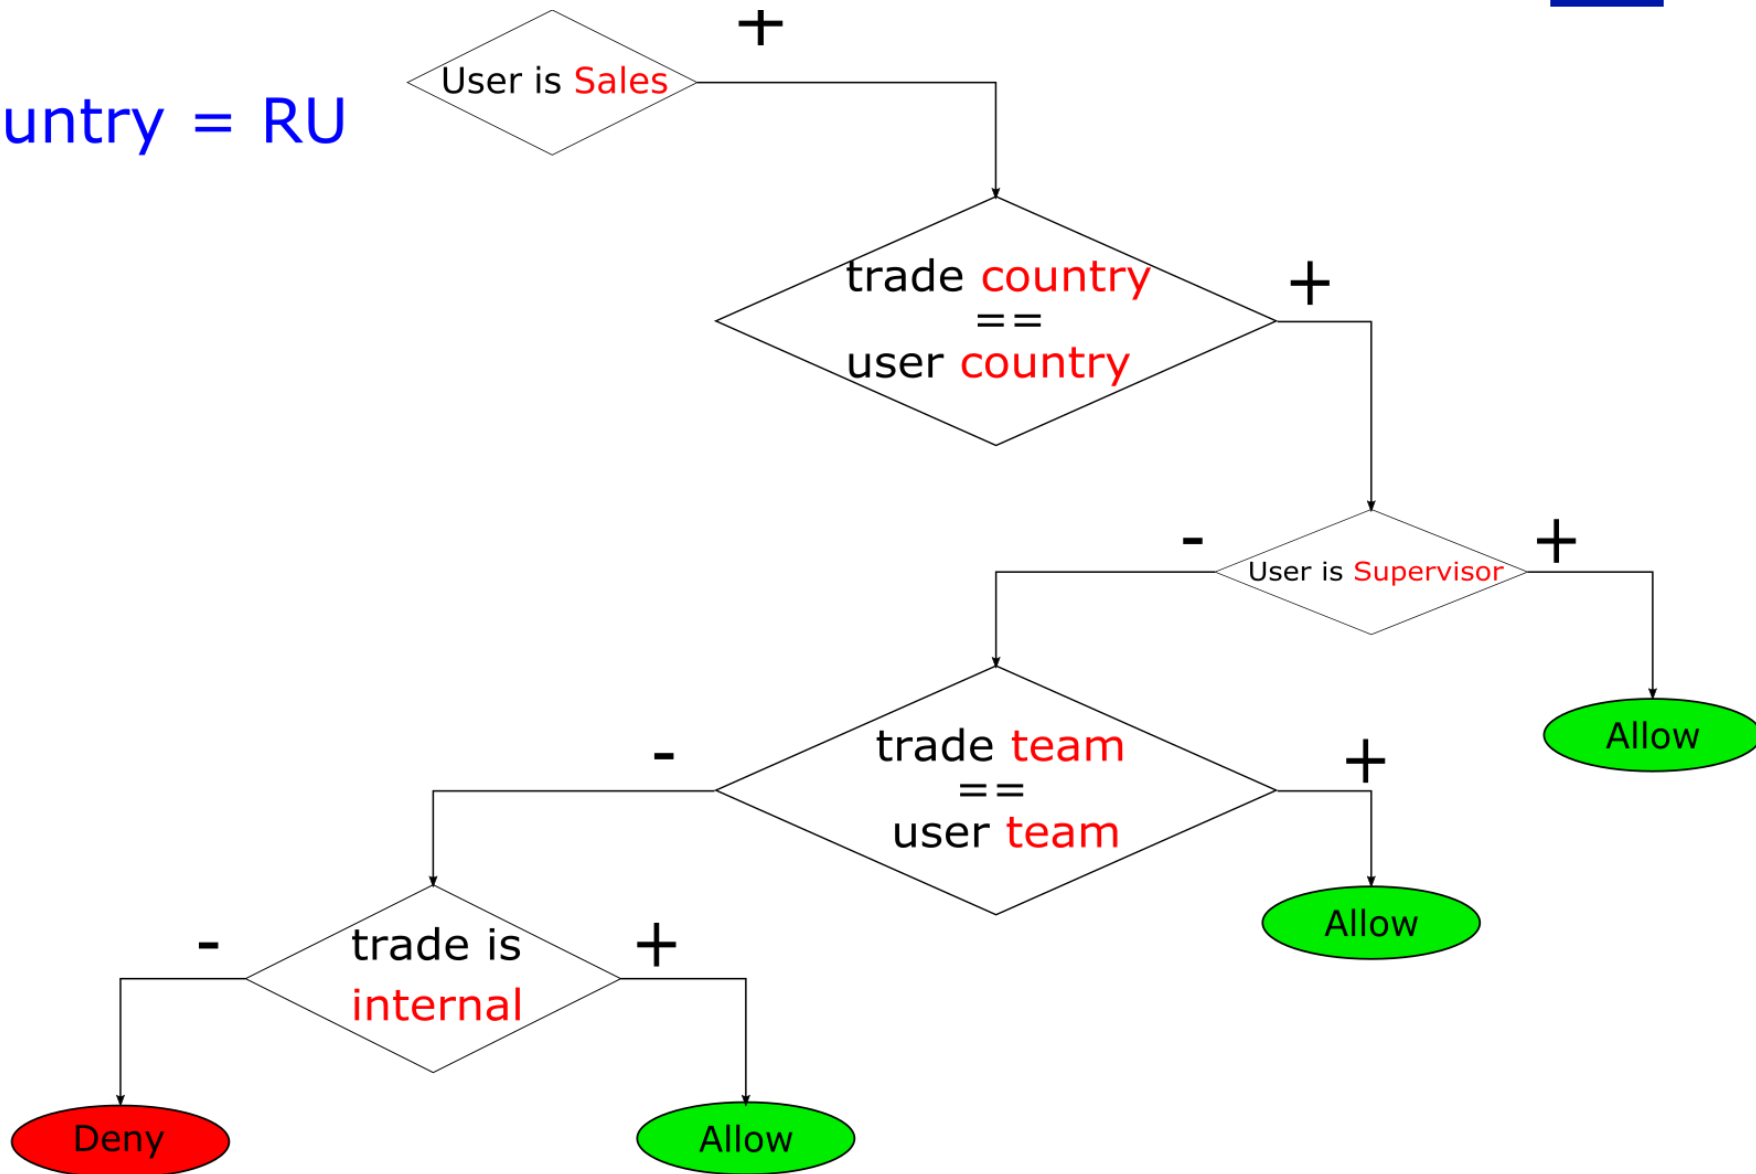 +
User is Sales
untry = RU
trade country
==
user country
+
-
+
User is Supervisor
Allow
-
trade team
==
user team
+
Allow
-
trade is
internal
+
Deny
Allow